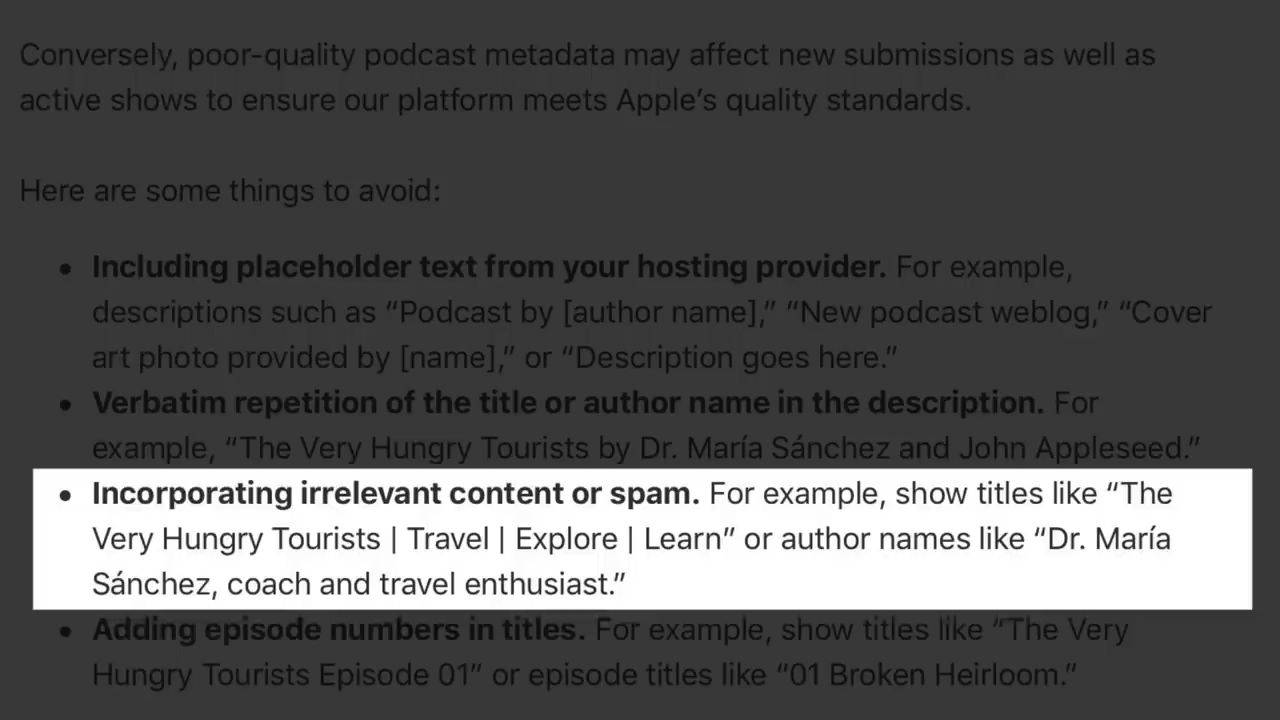 Conversely, poor-quality podcast metadata may affect new submissions as well as
active shows to ensure our platform meets Apple’s quality standards.
Here are some things to avoid:
• Including placeholder text from your hosting provider. For example,
descriptions such as “Podcast by [author name],” “New podcast weblog,” “Cover
art photo provided by [name],” or “Description goes here.”
• Verbatim repetition of the title or author name in the description. For
example, “The Very Hungry Tourists by Dr. María Sánchez and John Appleseed.”
• Incorporating irrelevant content or spam. For example, show titles like “The
Very Hungry Tourists | Travel | Explore | Learn” or author names like “Dr. María
Sánchez, coach and travel enthusiast.”
• Adding episode numbers in titles. For example, show titles like “The Very
Hungry Tourists Episode 01” or episode titles like “01 Broken Heirloom.”